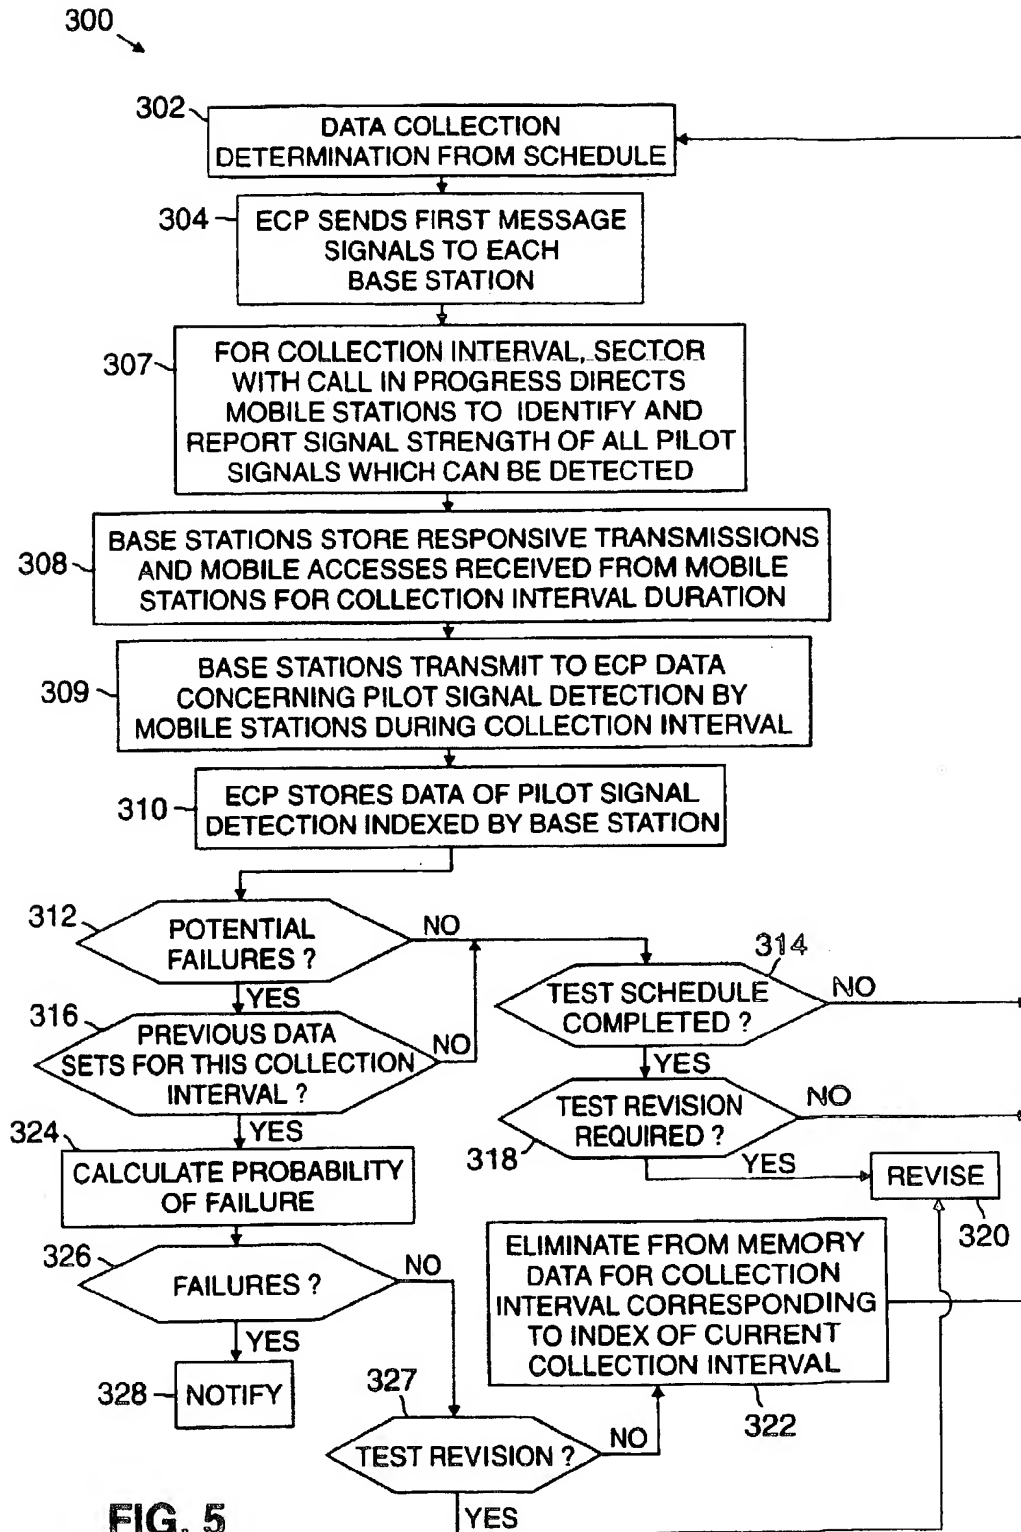 300
302
DATA COLLECTION
DETERMINATION FROM SCHEDULE
304
ECP SENDS FIRST MESSAGE
SIGNALS TO EACH
BASE STATION
307
FOR COLLECTION INTERVAL, SECTOR
WITH CALL IN PROGRESS DIRECTS
MOBILE STATIONS TO IDENTIFY AND
REPORT SIGNAL STRENGTH OF ALL PILOT
SIGNALS WHICH CAN BE DETECTED
308
BASE STATIONS STORE RESPONSIVE TRANSMISSIONS
AND MOBILE ACCESSES RECEIVED FROM MOBILE
STATIONS FOR COLLECTION INTERVAL DURATION
309
BASE STATIONS TRANSMIT TO ECP DATA
CONCERNING PILOT SIGNAL DETECTION BY
MOBILE STATIONS DURING COLLECTION INTERVAL
310
ECP STORES DATA OF PILOT SIGNAL
DETECTION INDEXED BY BASE STATION
312
POTENTIAL
FAILURES ?
NO
YES
314
TEST SCHEDULE
COMPLETED ?
NO
YES
316
PREVIOUS DATA
SETS FOR THIS COLLECTION
INTERVAL ?
NO
YES
318
TEST REVISION
REQUIRED ?
NO
YES
REVISE
320
324
CALCULATE PROBABILITY
OF FAILURE
326
FAILURES ?
NO
YES
328
NOTIFY
ELIMINATE FROM MEMORY
DATA FOR COLLECTION
INTERVAL CORRESPONDING
TO INDEX OF CURRENT
COLLECTION INTERVAL
322
327
TEST REVISION ?
NO
YES
FIG. 5